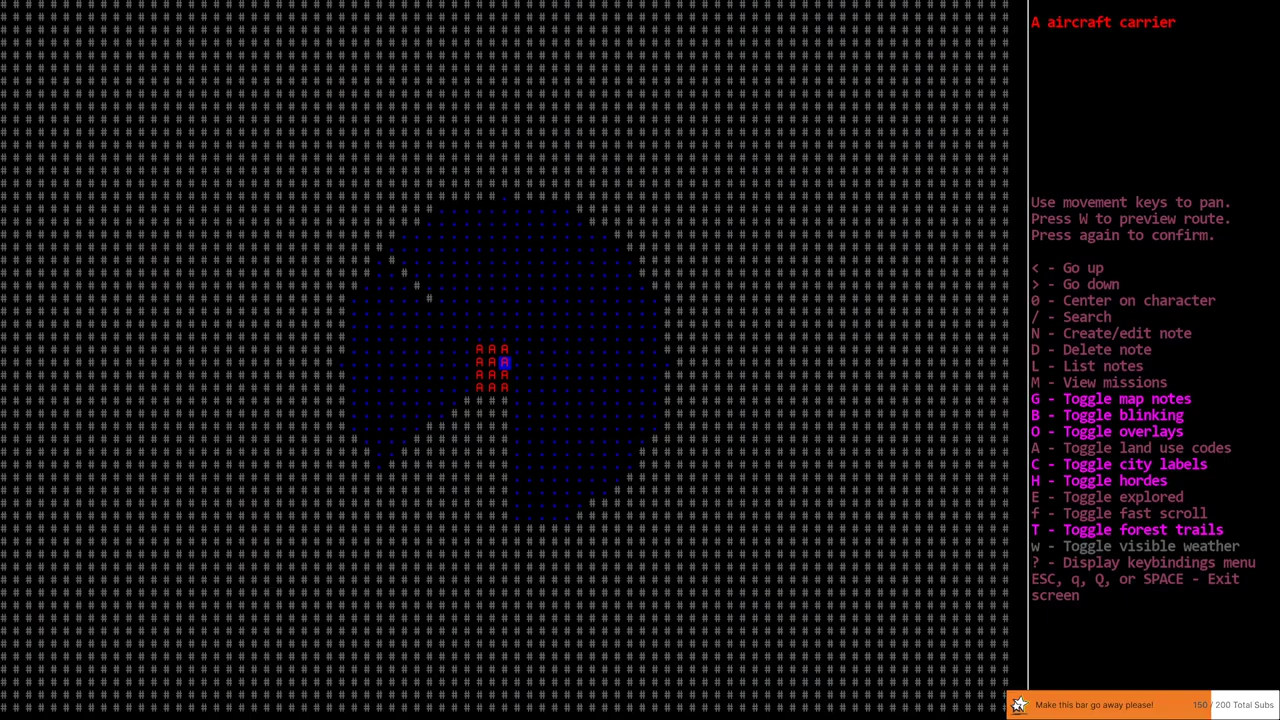 A aircraft carrier
Use movement keys to pan.
Press W to preview route.
Press again to confirm.
< - Go up
> - Go down
0 - Center on character
/ - Search
N - Create/edit note
D - Delete note
L - List notes
M - View missions
G - Toggle map notes
B - Toggle blinking
O - Toggle overlays
A - Toggle land use codes
C - Toggle city labels
H - Toggle hordes
E - Toggle explored
f - Toggle fast scroll
T - Toggle forest trails
w - Toggle visible weather
? - Display keybindings menu
ESC, q, Q, or SPACE - Exit
screen
A A A
A A A
A A A
A A A
Make this bar go away please! 150 / 200 Total Subs